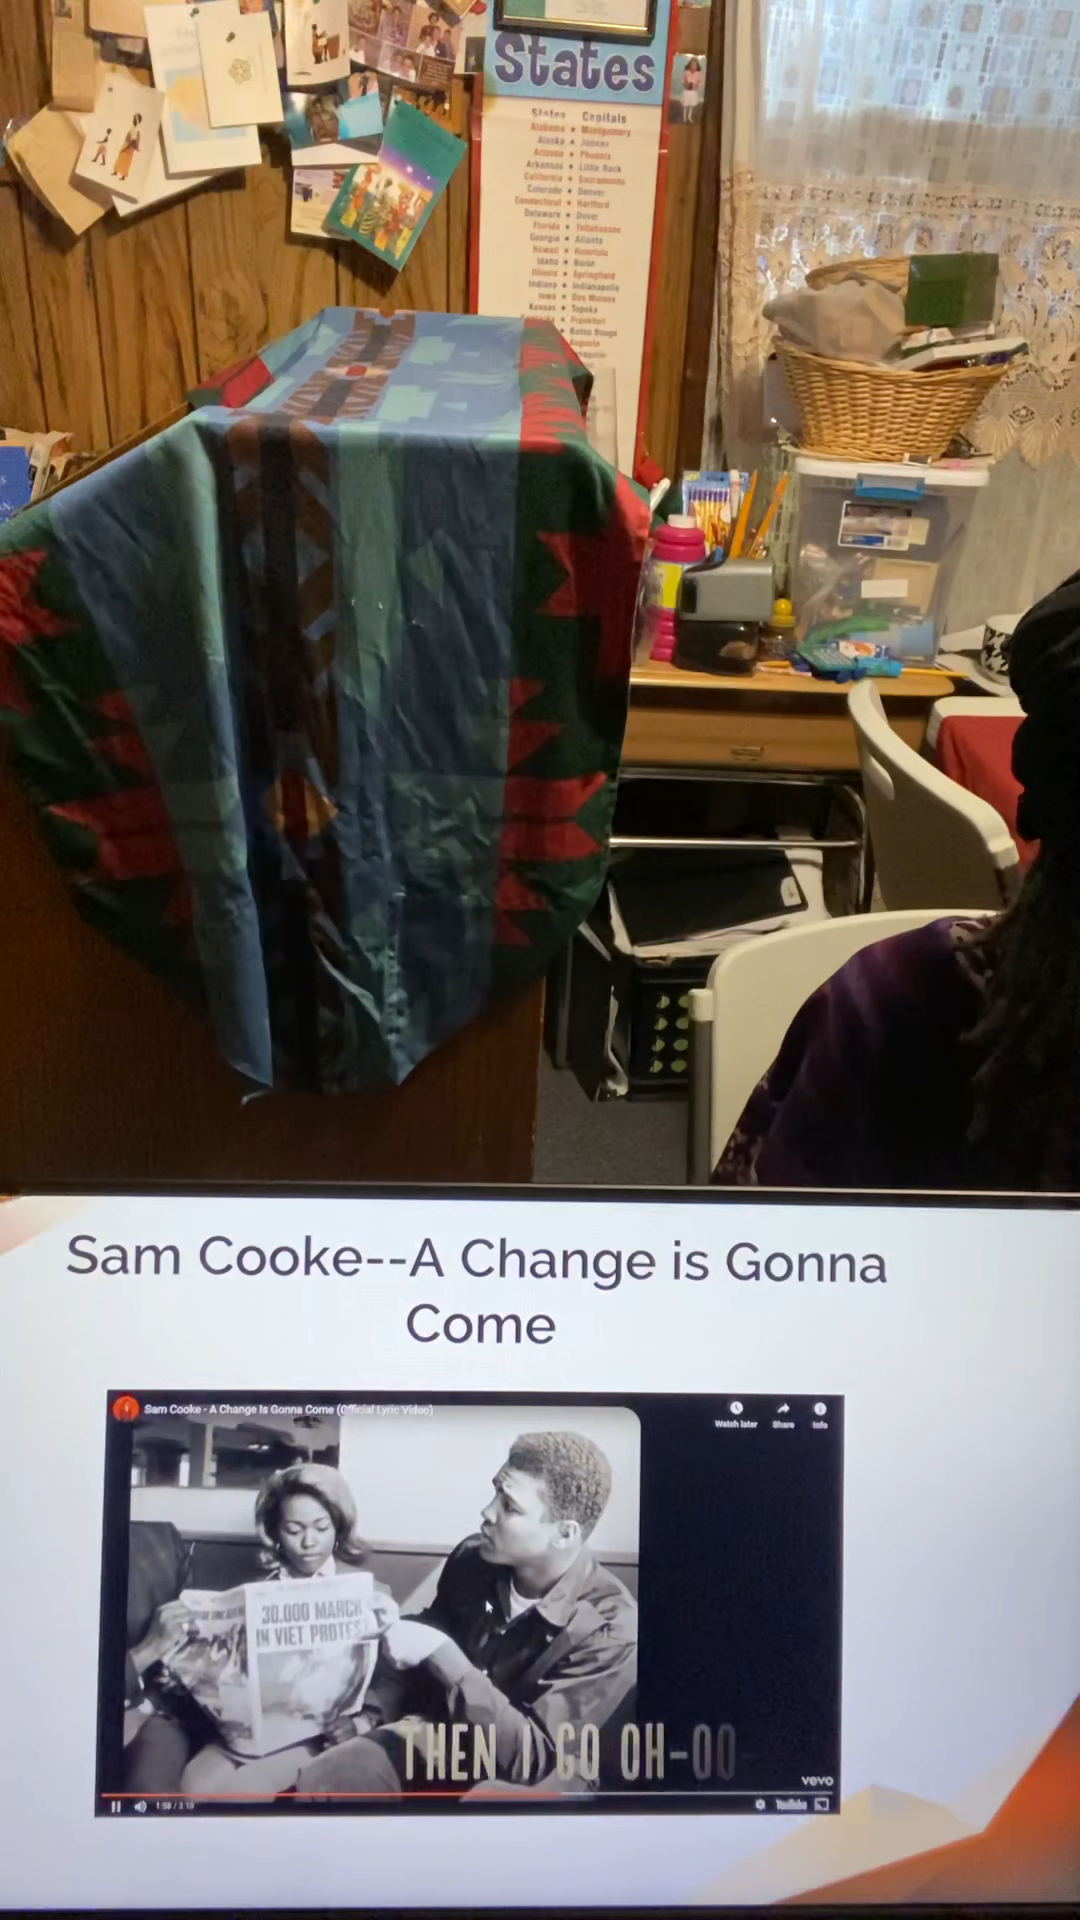 States
States Capitals
Alabama • Montgomery
Alaska • Juneau
Arizona • Phoenix
Arkansas • Little Rock
California • Sacramento
Colorado • Denver
Connecticut • Hartford
Delaware • Dover
Florida • Tallahassee
Georgia • Atlanta
Hawaii • Honolulu
Idaho • Boise
Illinois • Springfield
Indiana • Indianapolis
Iowa • Des Moines
Kansas • Topeka
Frankfort
Baton Rouge
Augusta
Sam Cooke--A Change is Gonna
Come
Sam Cooke - A Change Is Gonna Come (Official Lyric Video)
Watch later Share Info
30,000 MARCH
IN VIET PROTEST
THEN I GO OH-OO
vevo
YouTube